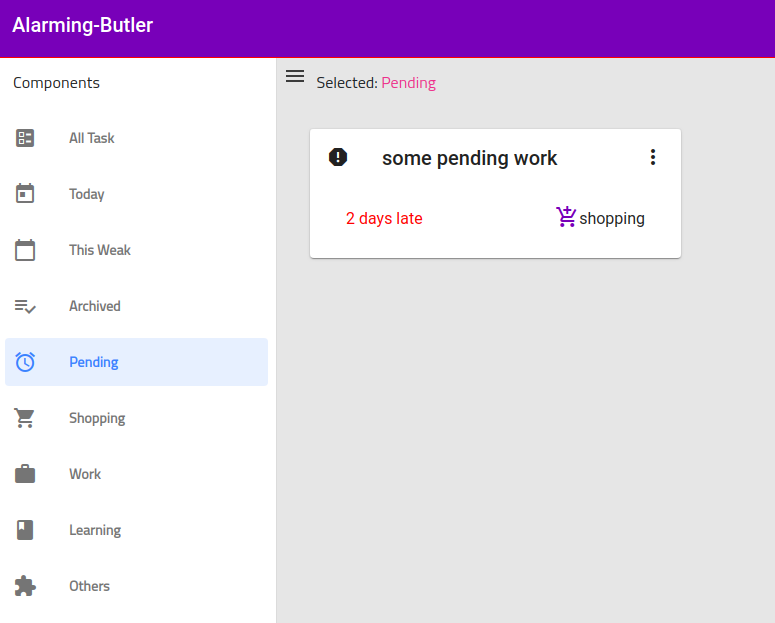 Alarming-Butler
Components
Selected: Pending
All Task
Today
This Weak
Archived
Pending
Shopping
Work
Learning
Others
some pending work
2 days late
shopping